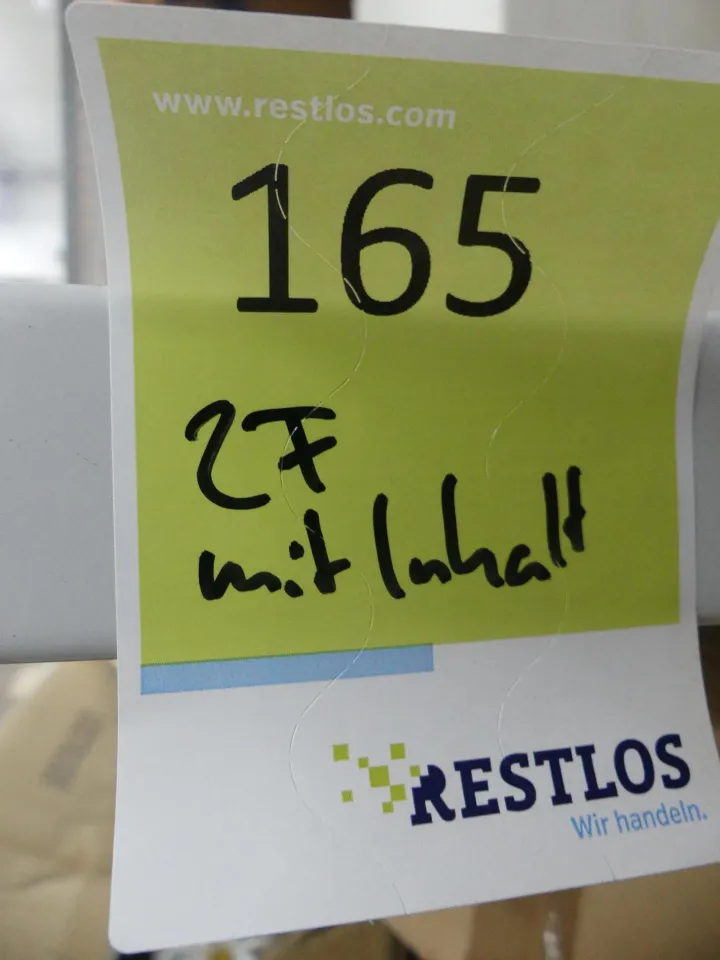 www.restlos.com
165
2F
mit Inhalt
RESTLOS
Wir handeln.